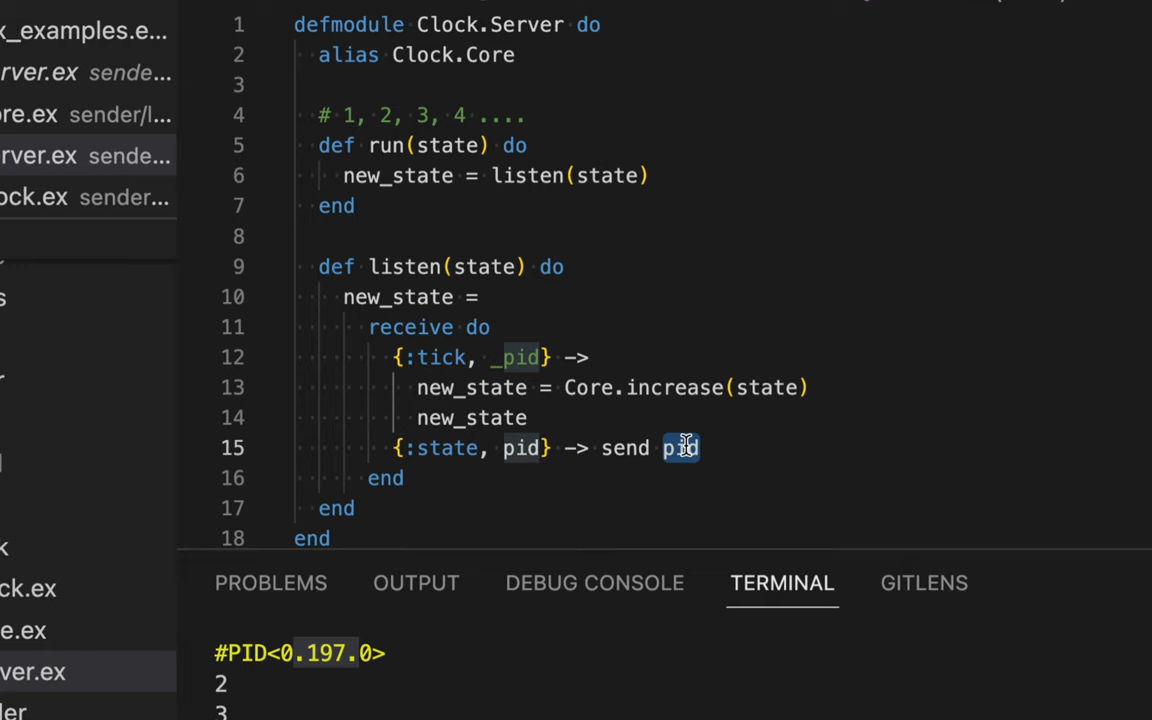 x_examples.e...
rver.ex sende...
ore.ex sender/l...
rver.ex sende...
ock.ex sender...
s
r
k
ck.ex
e.ex
ver.ex
der
1 defmodule Clock.Server do
2 alias Clock.Core
3
4 # 1, 2, 3, 4 ....
5 def run(state) do
6 new_state = listen(state)
7 end
8
9 def listen(state) do
10 new_state =
11 receive do
12 {:tick, _pid} ->
13 new_state = Core.increase(state)
14 new_state
15 {:state, pid} -> send pid
16 end
17 end
18 end
PROBLEMS OUTPUT DEBUG CONSOLE TERMINAL GITLENS
#PID<0.197.0>
2
3